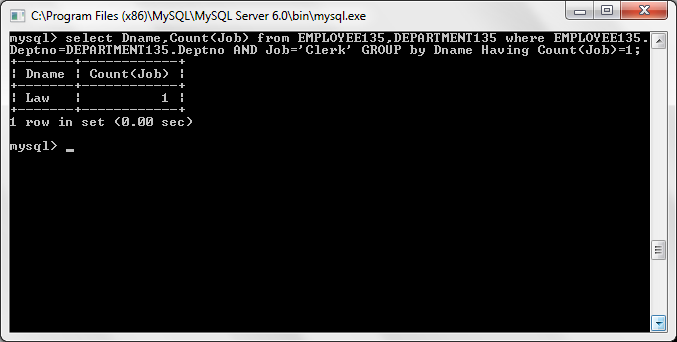 C:\Program Files (x86)\MySQL\MySQL Server 6.0\bin\mysql.exe
mysql> select Dname,Count(Job) from EMPLOYEE135,DEPARTMENT135 where EMPLOYEE135.
Deptno=DEPARTMENT135.Deptno AND Job='Clerk' GROUP by Dname Having Count(Job)=1;
+-------+------------+
| Dname | Count(Job) |
+-------+------------+
| Law   |          1 |
+-------+------------+
1 row in set (0.00 sec)
mysql> _